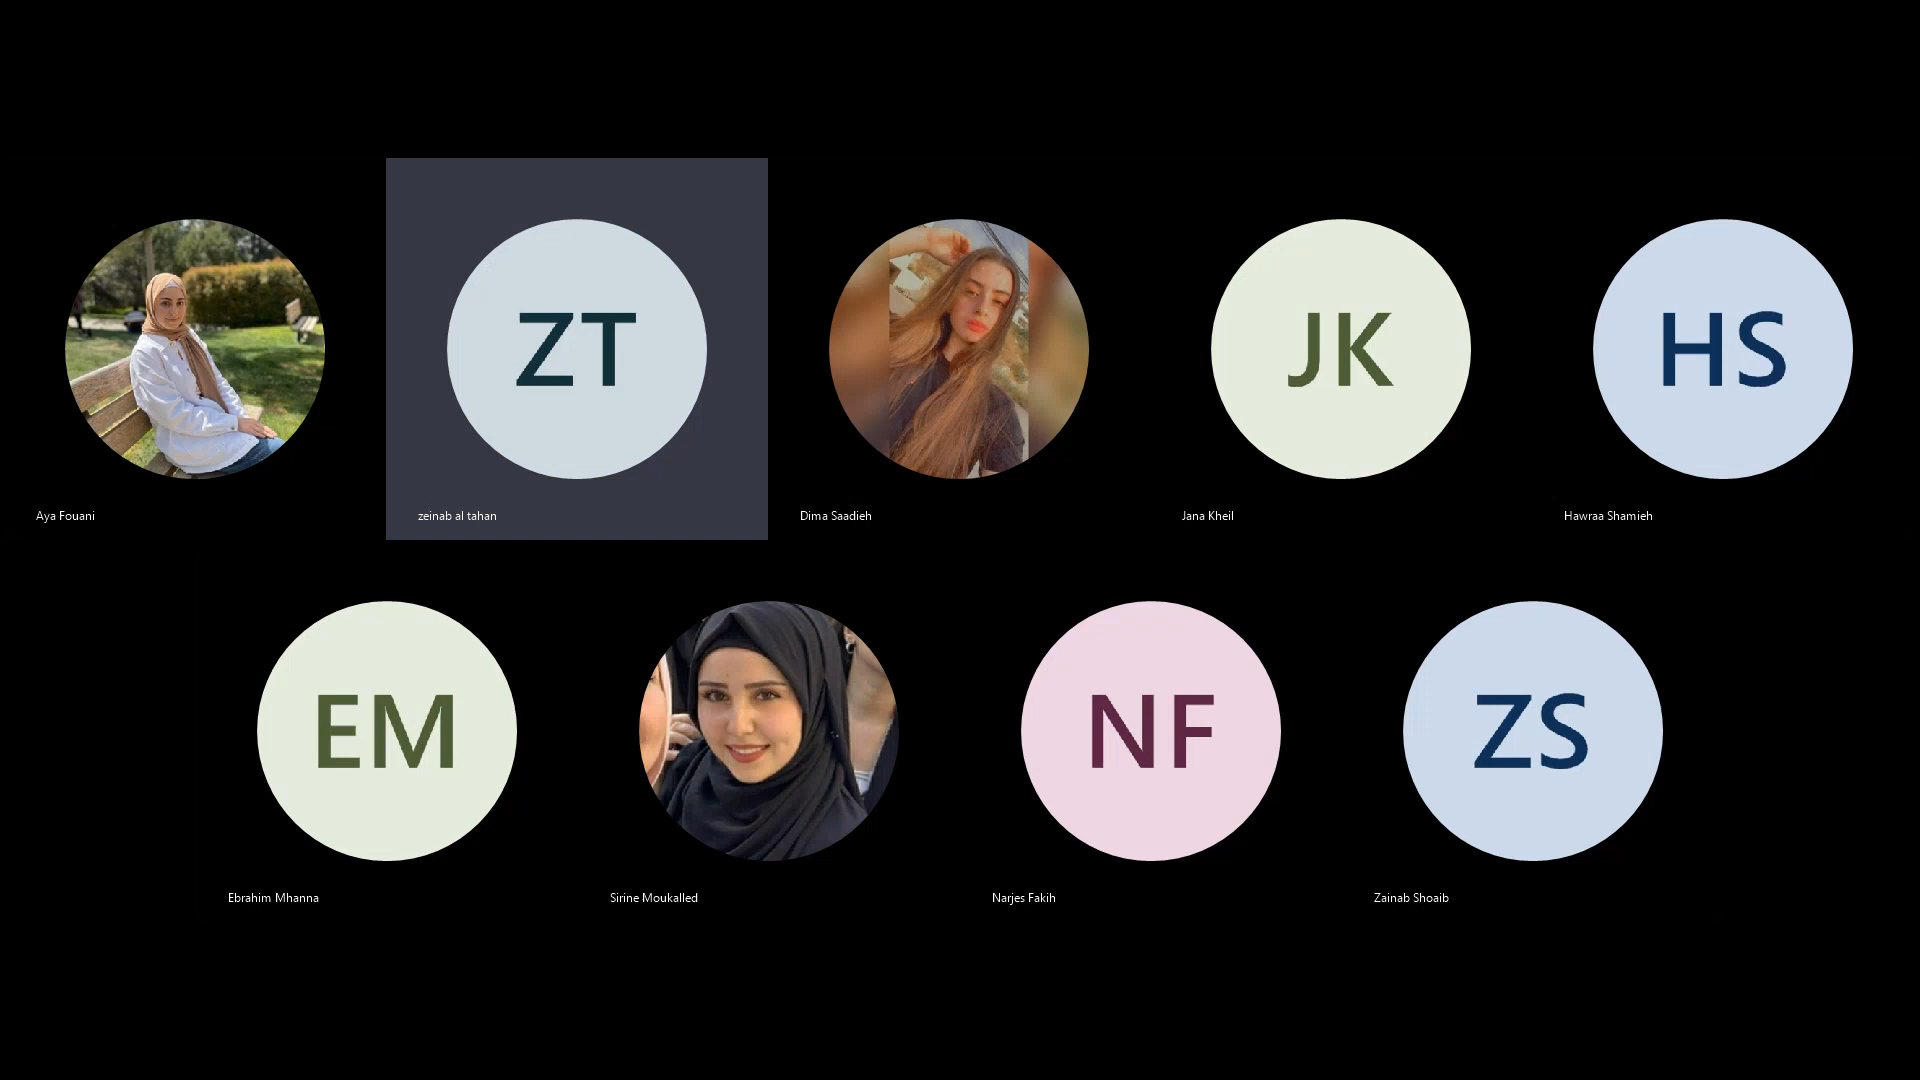 ZT
JK
HS
Aya Fouani
zeinab al tahan
Dima Saadieh
Jana Kheil
Hawraa Shamieh
EM
NF
ZS
Ebrahim Mhanna
Sirine Moukalled
Narjes Fakih
Zainab Shoaib